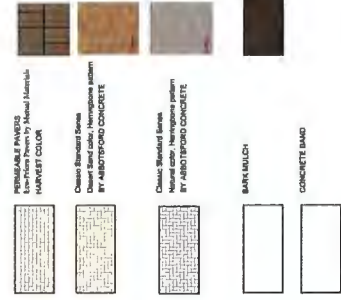 PERMEABLE PAVERS
Eco-Priora Pavers by Mutual Materials
HARVEST COLOR
Classic Standard Series
Desert Sand color, Herringbone pattern
BY ABBOTSFORD CONCRETE
Classic Standard Series
Natural color, Herringbone pattern
BY ABBOTSFORD CONCRETE
BARK MULCH
CONCRETE BAND